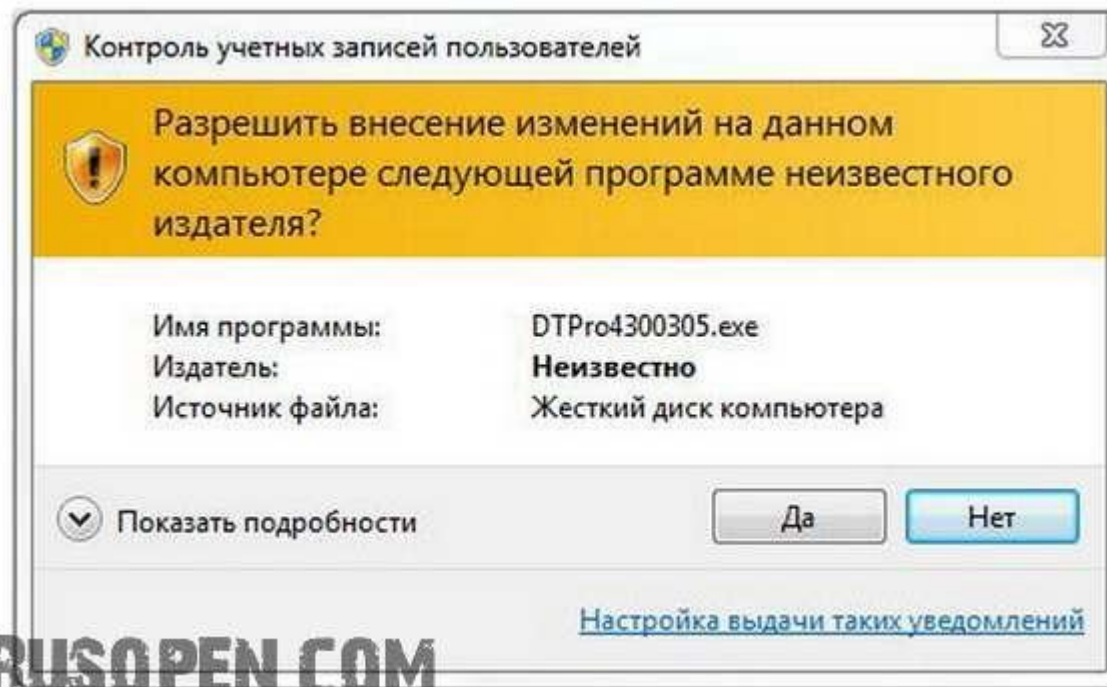 Контроль учетных записей пользователей
Разрешить внесение изменений на данном
компьютере следующей программе неизвестного
издателя?
Имя программы: DTPro4300305.exe
Издатель: Неизвестно
Источник файла: Жесткий диск компьютера
Показать подробности Да Нет
Настройка выдачи таких уведомлений
RUSOPEN.COM